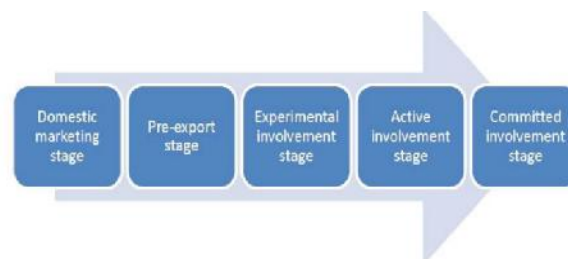 Domestic
marketing
stage
Pre-export
stage
Experimental
involvement
stage
Active
involvement
stage
Committed
involvement
stage